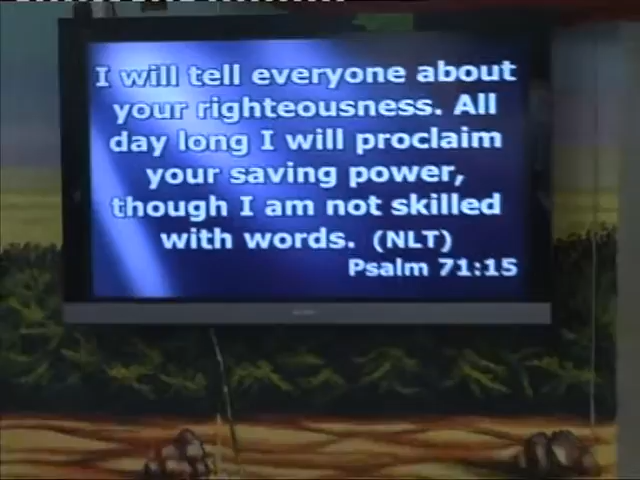 I will tell everyone about
your righteousness. All
day long I will proclaim
your saving power,
though I am not skilled
with words. (NLT)
Psalm 71:15